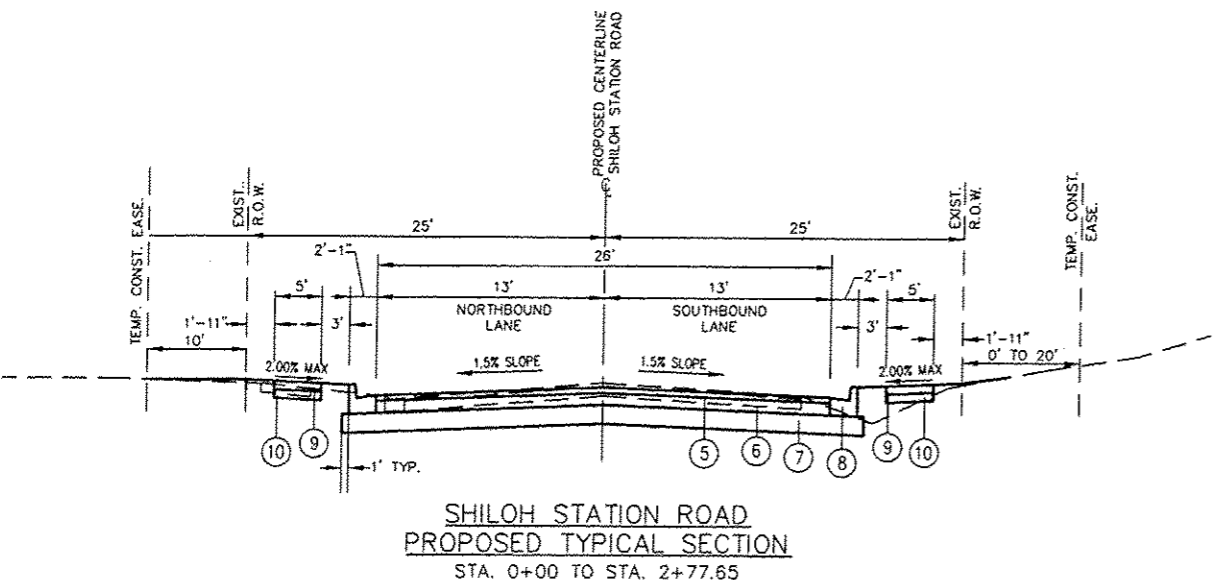 PROPOSED CENTERLINE
SHILOH STATION ROAD
TEMP. CONST. EASE.
EXIST.
R.O.W.
EXIST.
R.O.W.
TEMP. CONST.
EASE.
25'
25'
2'-1"
26'
2'-1"
5'
13'
13'
5'
NORTHBOUND
LANE
SOUTHBOUND
LANE
1'-11"
3'
3'
1'-11"
10'
0' TO 20'
2.00% MAX
1.5% SLOPE
1.5% SLOPE
2.00% MAX
10
9
5
6
7
8
9
10
1' TYP.
SHILOH STATION ROAD
PROPOSED TYPICAL SECTION
STA. 0+00 TO STA. 2+77.65